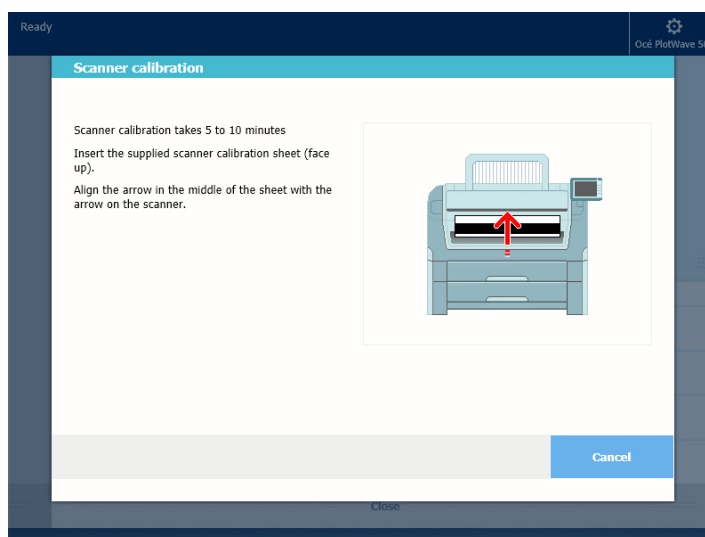 Ready
Océ PlotWave 50
Scanner calibration
Scanner calibration takes 5 to 10 minutes
Insert the supplied scanner calibration sheet (face
up).
Align the arrow in the middle of the sheet with the
arrow on the scanner.
Cancel
Close